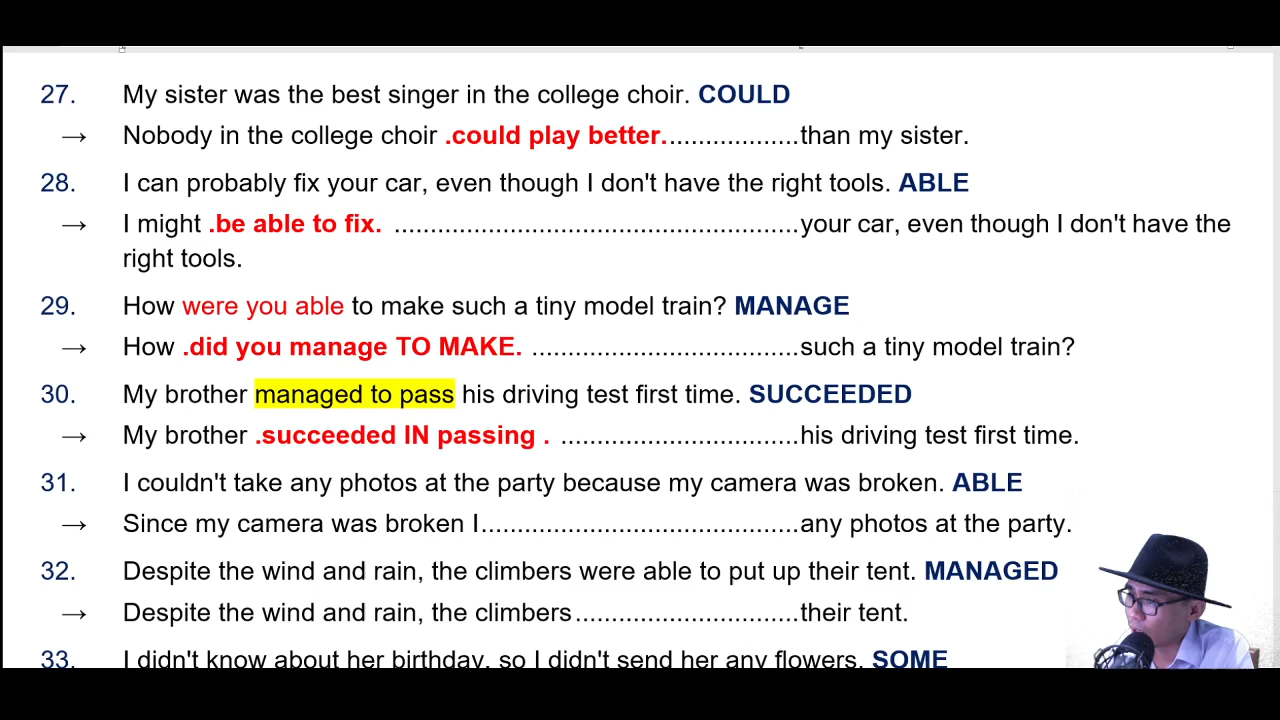 27. My sister was the best singer in the college choir. COULD
→ Nobody in the college choir .could play better...................than my sister.
28. I can probably fix your car, even though I don't have the right tools. ABLE
→ I might .be able to fix. ........................................................your car, even though I don't have the
right tools.
29. How were you able to make such a tiny model train? MANAGE
→ How .did you manage TO MAKE. .....................................such a tiny model train?
30. My brother managed to pass his driving test first time. SUCCEEDED
→ My brother .succeeded IN passing . .................................his driving test first time.
31. I couldn't take any photos at the party because my camera was broken. ABLE
→ Since my camera was broken I............................................any photos at the party.
32. Despite the wind and rain, the climbers were able to put up their tent. MANAGED
→ Despite the wind and rain, the climbers...............................their tent.
33. I didn't know about her birthday, so I didn't send her any flowers. SOME